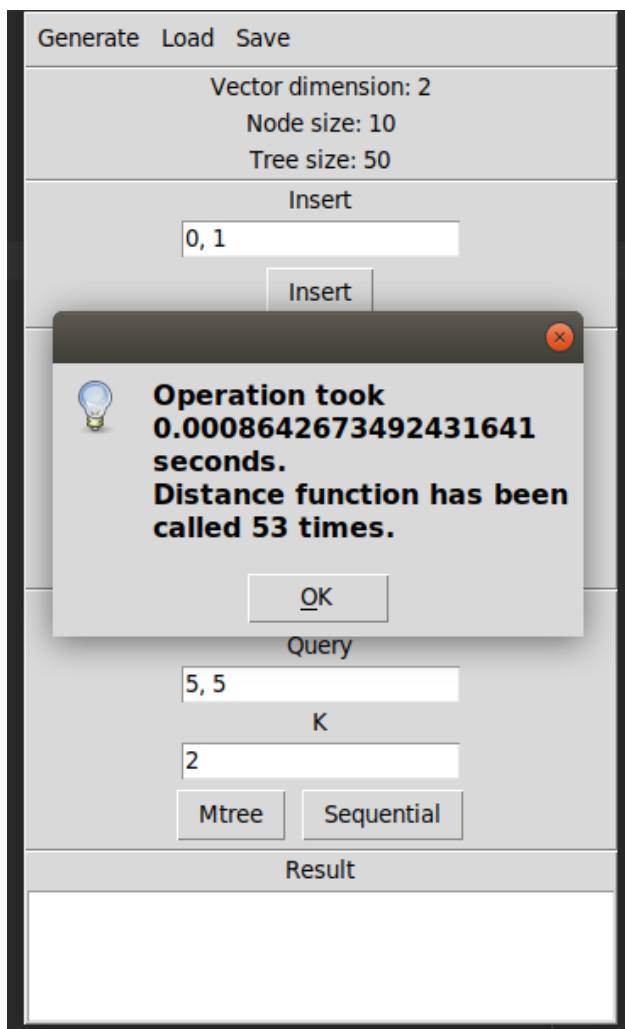 Generate Load Save
Vector dimension: 2
Node size: 10
Tree size: 50
Insert
0, 1
Insert
Operation took
0.0008642673492431641
seconds.
Distance function has been
called 53 times.
OK
Query
5, 5
K
2
Mtree Sequential
Result